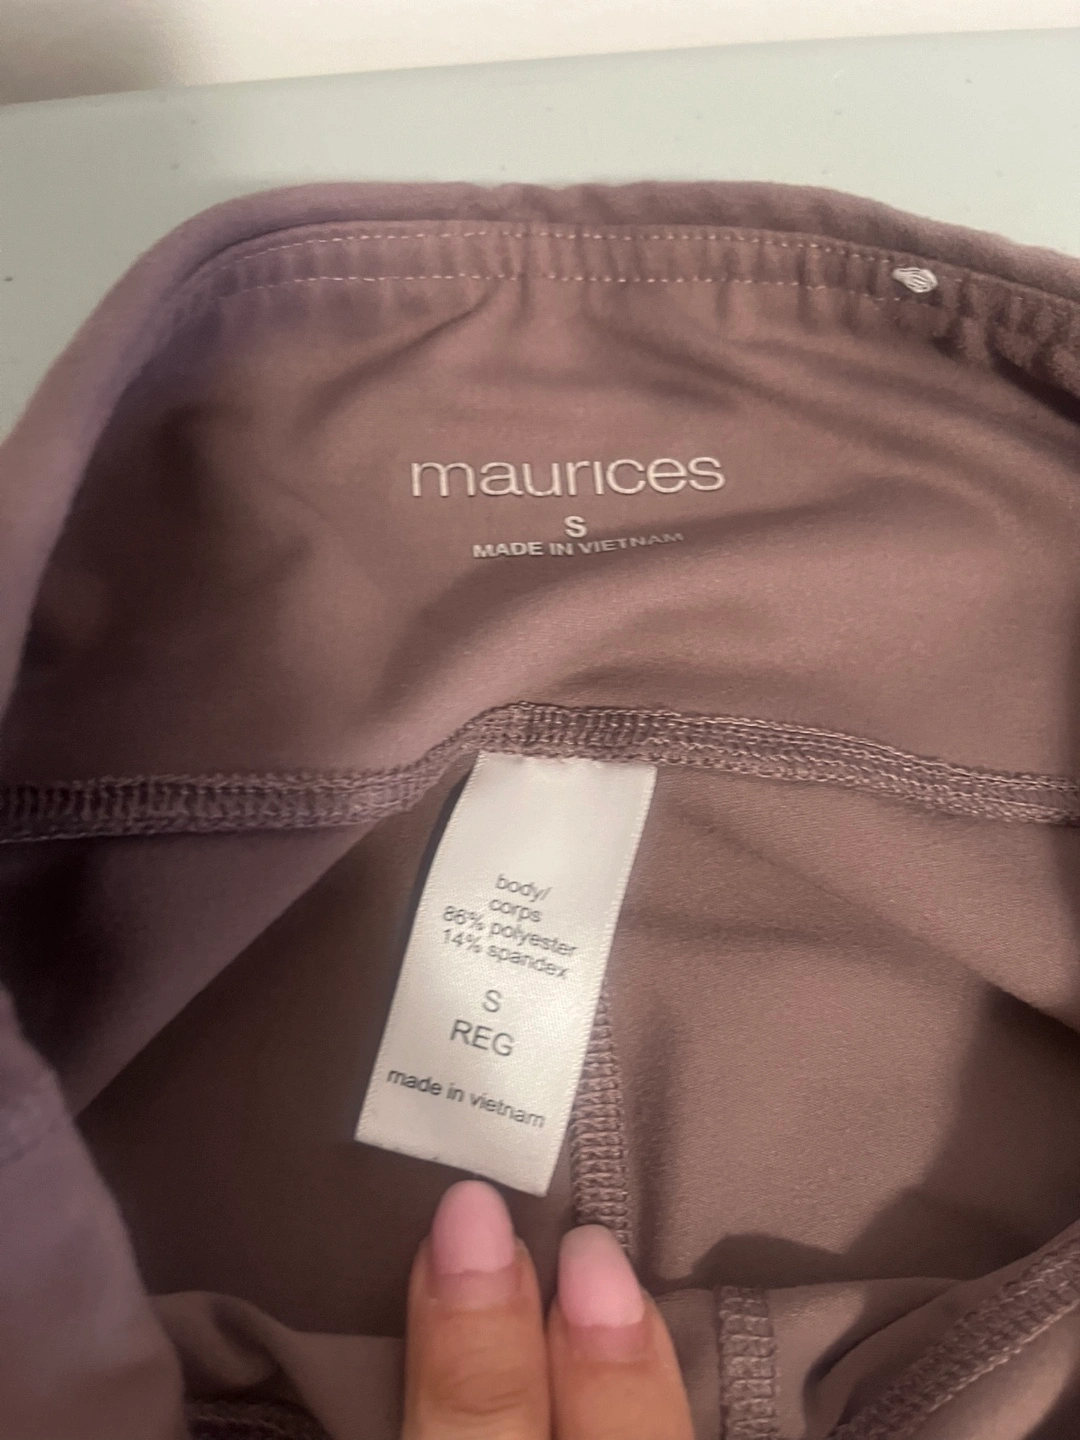 maurices
S
MADE IN VIETNAM
body/
corps
86% polyester
14% spandex
S
REG
made in vietnam